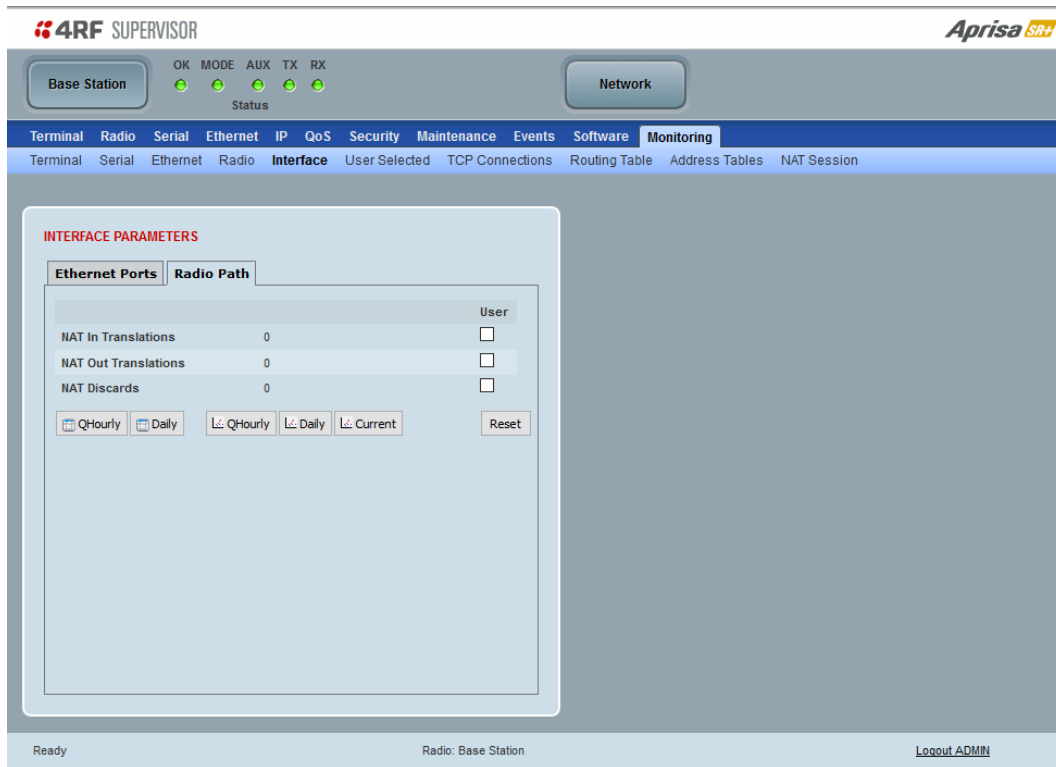 4RF SUPERVISOR
Aprisa SR+
Base Station
OK MODE AUX TX RX
Status
Network
Terminal Radio Serial Ethernet IP QoS Security Maintenance Events Software Monitoring
Terminal Serial Ethernet Radio Interface User Selected TCP Connections Routing Table Address Tables NAT Session
INTERFACE PARAMETERS
Ethernet Ports Radio Path
User
NAT In Translations 0
NAT Out Translations 0
NAT Discards 0
QHourly Daily QHourly Daily Current Reset
Ready Radio: Base Station Logout ADMIN